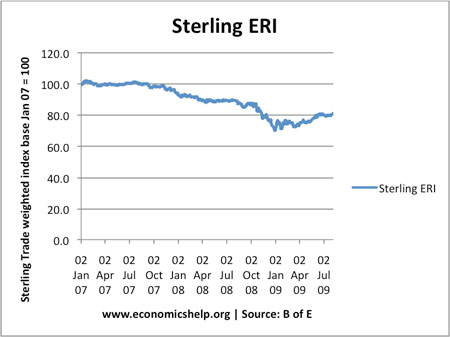 Sterling ERI
Sterling Trade weighted index base Jan 07 = 100
120.0
100.0
80.0
60.0
40.0
20.0
0.0
02 02 02 02 02 02 02 02 02 02 02
Jan Apr Jul Oct Jan Apr Jul Oct Jan Apr Jul
07 07 07 07 08 08 08 08 09 09 09
Sterling ERI
www.economicshelp.org | Source: B of E